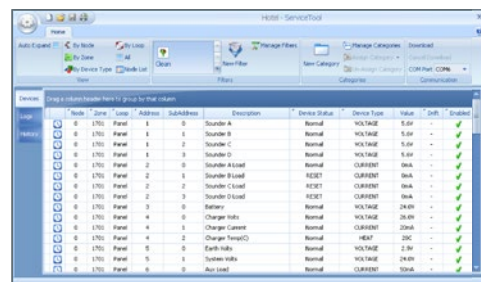 Hotel - ServiceTool
Home
Auto Expand By Node By Loop Manage Filters Manage Categories Download
By Zone All Clean New Filter New Category
By Device Type Node List COM Port COM6
View Filters Categories Communication
Devices Drag a column header here to group by that column
Node Zone Loop Address SubAddress Description Device Status Device Type Value Drift Enabled
Logs
History
0 1701 Panel 1 0 Sounder A Normal VOLTAGE 5.6V -
0 1701 Panel 1 1 Sounder B Normal VOLTAGE 5.6V -
0 1701 Panel 1 2 Sounder C Normal VOLTAGE 5.6V -
0 1701 Panel 1 3 Sounder D Normal VOLTAGE 5.6V -
0 1701 Panel 2 0 Sounder A Load Normal CURRENT 0mA -
0 1701 Panel 2 1 Sounder B Load RESET CURRENT 0mA -
0 1701 Panel 2 2 Sounder C Load RESET CURRENT 0mA -
0 1701 Panel 2 3 Sounder D Load RESET CURRENT 0mA -
0 1701 Panel 3 0 Battery Normal VOLTAGE 24.6V -
0 1701 Panel 4 0 Charger Volts Normal VOLTAGE 26.6V -
0 1701 Panel 4 1 Charger Current Normal CURRENT 20mA -
0 1701 Panel 4 2 Charger Temp(C) Normal HEAT 28C -
0 1701 Panel 5 0 Earth Volts Normal VOLTAGE 2.9V -
0 1701 Panel 5 1 System Volts Normal VOLTAGE 24.8V -
0 1701 Panel 6 0 Aux Load Normal CURRENT 50mA -